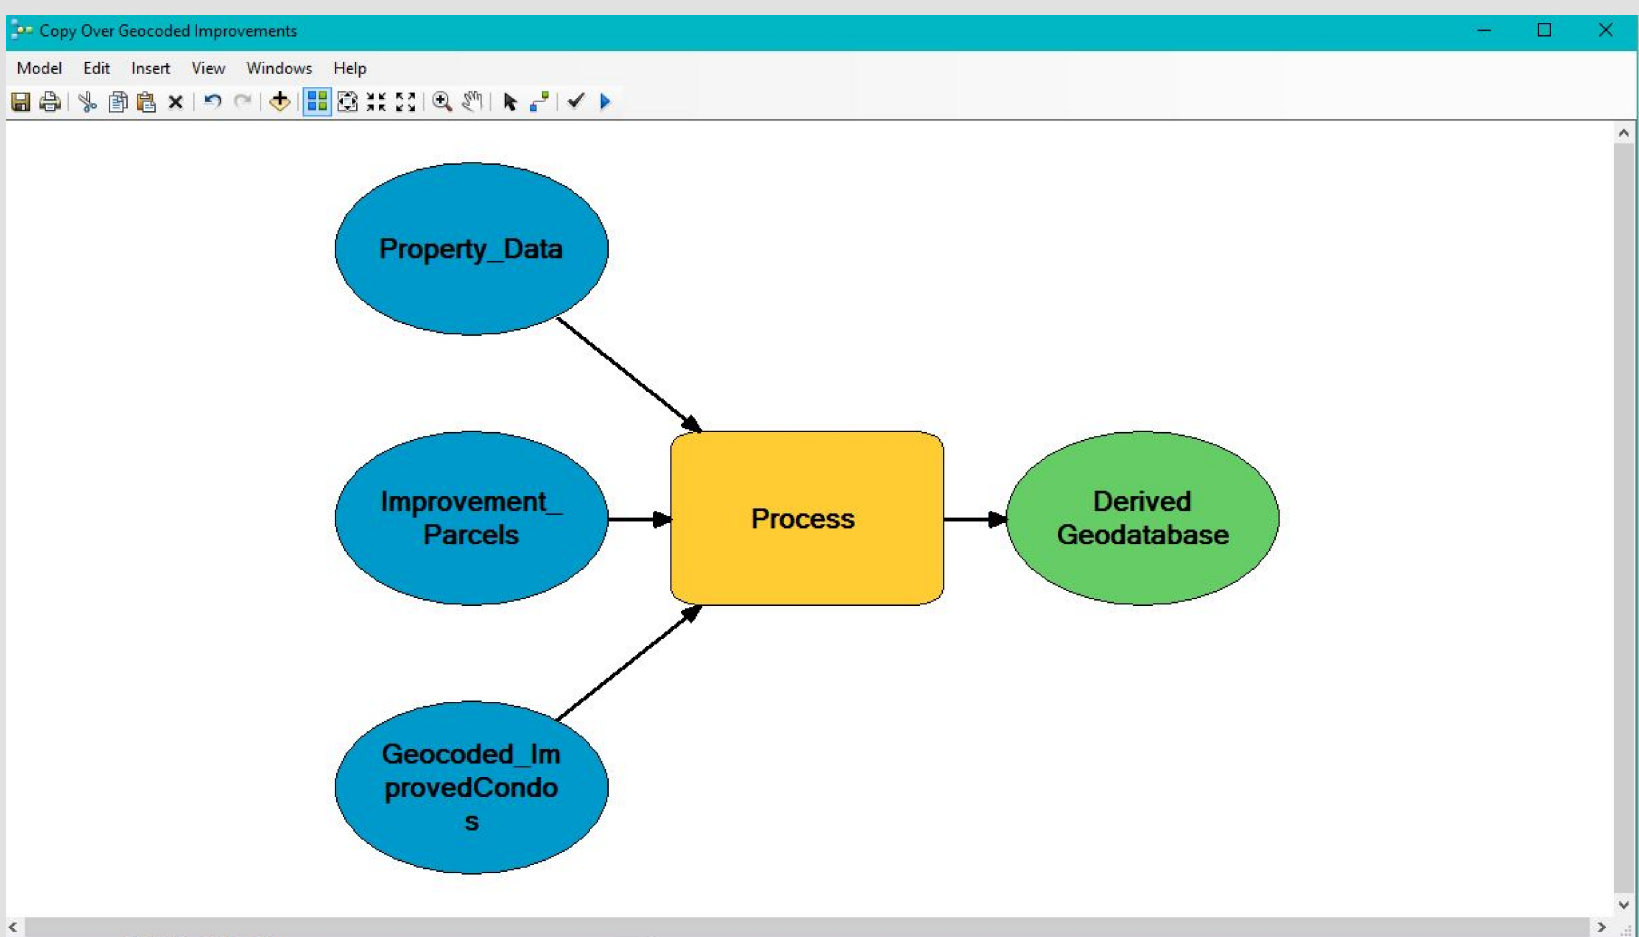 Copy Over Geocoded Improvements
Model Edit Insert View Windows Help
Property_Data
Improvement_
Parcels
Process
Derived
Geodatabase
Geocoded_Im
provedCondo
s